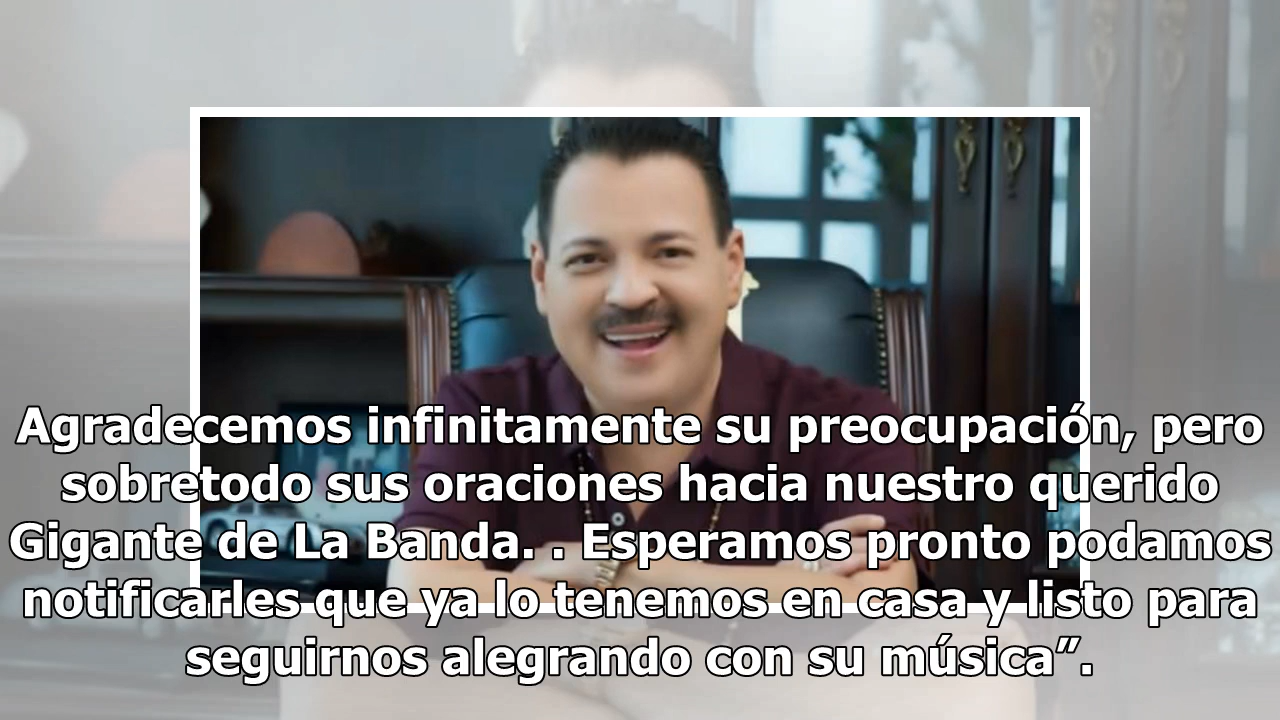 Agradecemos infinitamente su preocupación, pero
sobretodo sus oraciones hacia nuestro querido
Gigante de La Banda. . Esperamos pronto podamos
notificarles que ya lo tenemos en casa y listo para
seguirnos alegrando con su música”.